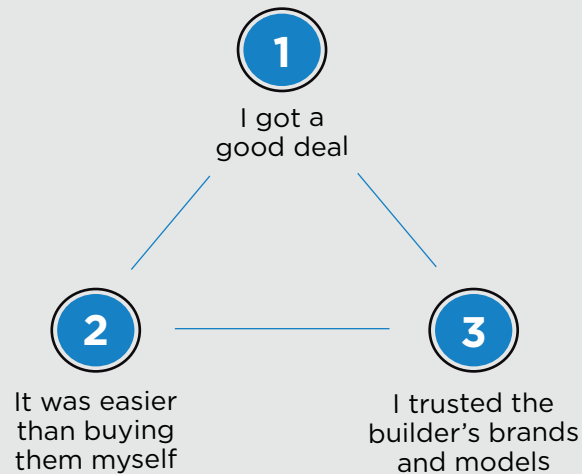 1
I got a
good deal
2
It was easier
than buying
them myself
3
I trusted the
builder's brands
and models